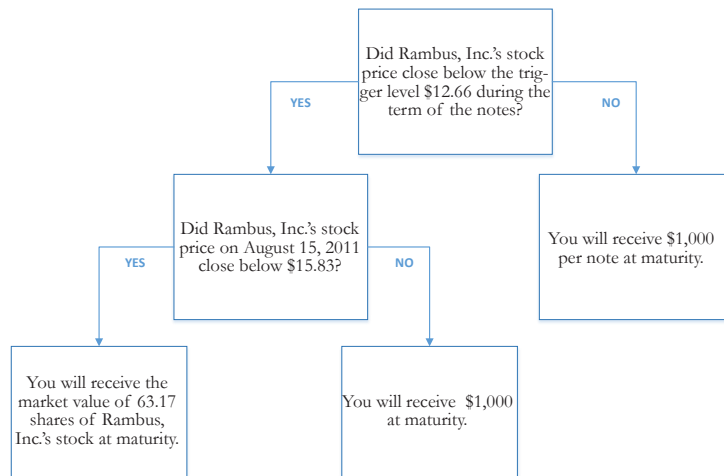 Did Rambus, Inc.'s stock
price close below the trig-
ger level $12.66 during the
term of the notes?
YES
NO
Did Rambus, Inc.'s stock
price on August 15, 2011
close below $15.83?
You will receive $1,000
per note at maturity.
YES
NO
You will receive the
market value of 63.17
shares of Rambus,
Inc.'s stock at maturity.
You will receive $1,000
at maturity.